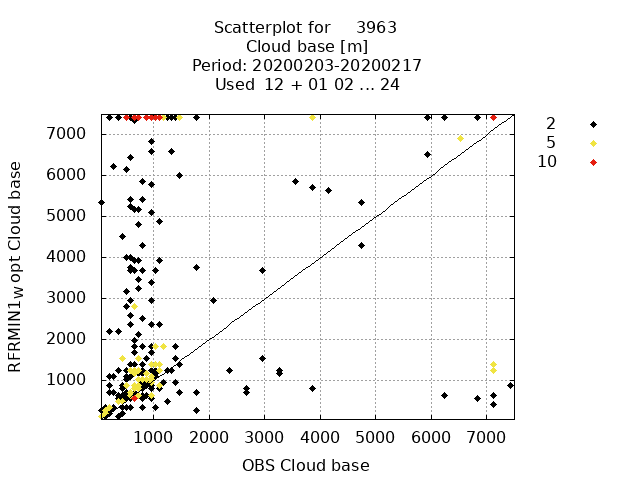 Scatterplot for 3963
Cloud base [m]
Period: 20200203-20200217
Used 12 + 01 02 ... 24
2
5
10
7000
6000
5000
4000
3000
2000
1000
1000 2000 3000 4000 5000 6000 7000
RFRMIN1W opt Cloud base
OBS Cloud base